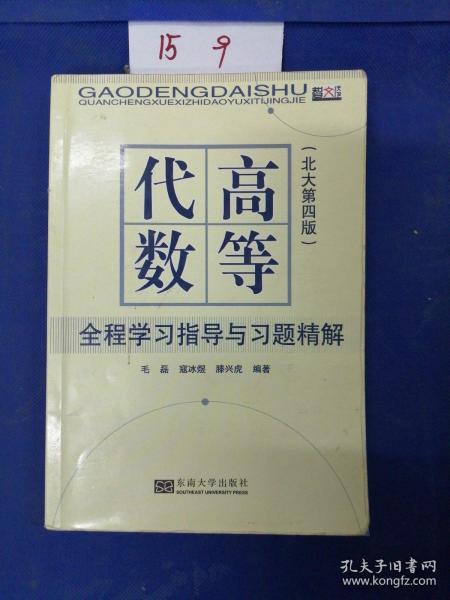 15 9
GAODENGDAISHU
QUANCHENGXUEXIZHIDAOYUXITIJINGJIE
高等
代数
(北大第四版)
全程学习指导与习题精解
毛磊 寇冰煜 滕兴虎 编著
东南大学出版社
SOUTHEAST UNIVERSITY PRESS
孔夫子旧书网
www.kongfz.com